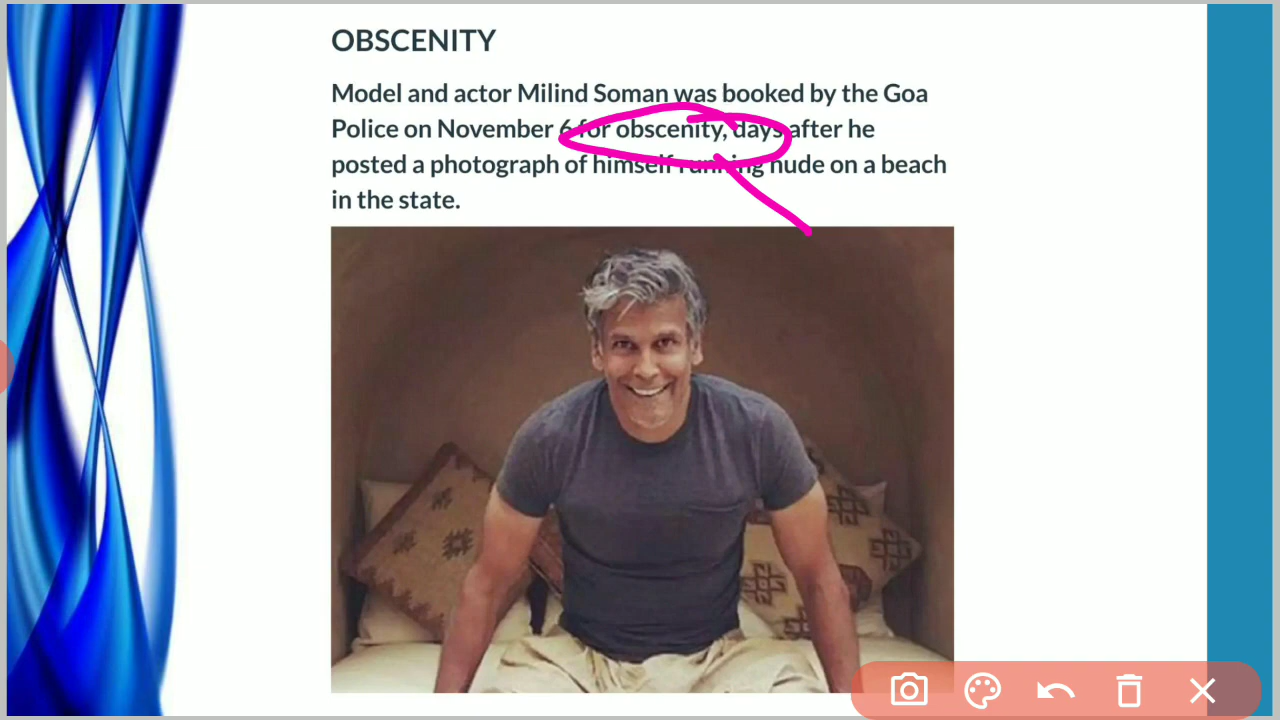 OBSCENITY
Model and actor Milind Soman was booked by the Goa
Police on November 6 for obscenity, days after he
posted a photograph of himself running nude on a beach
in the state.